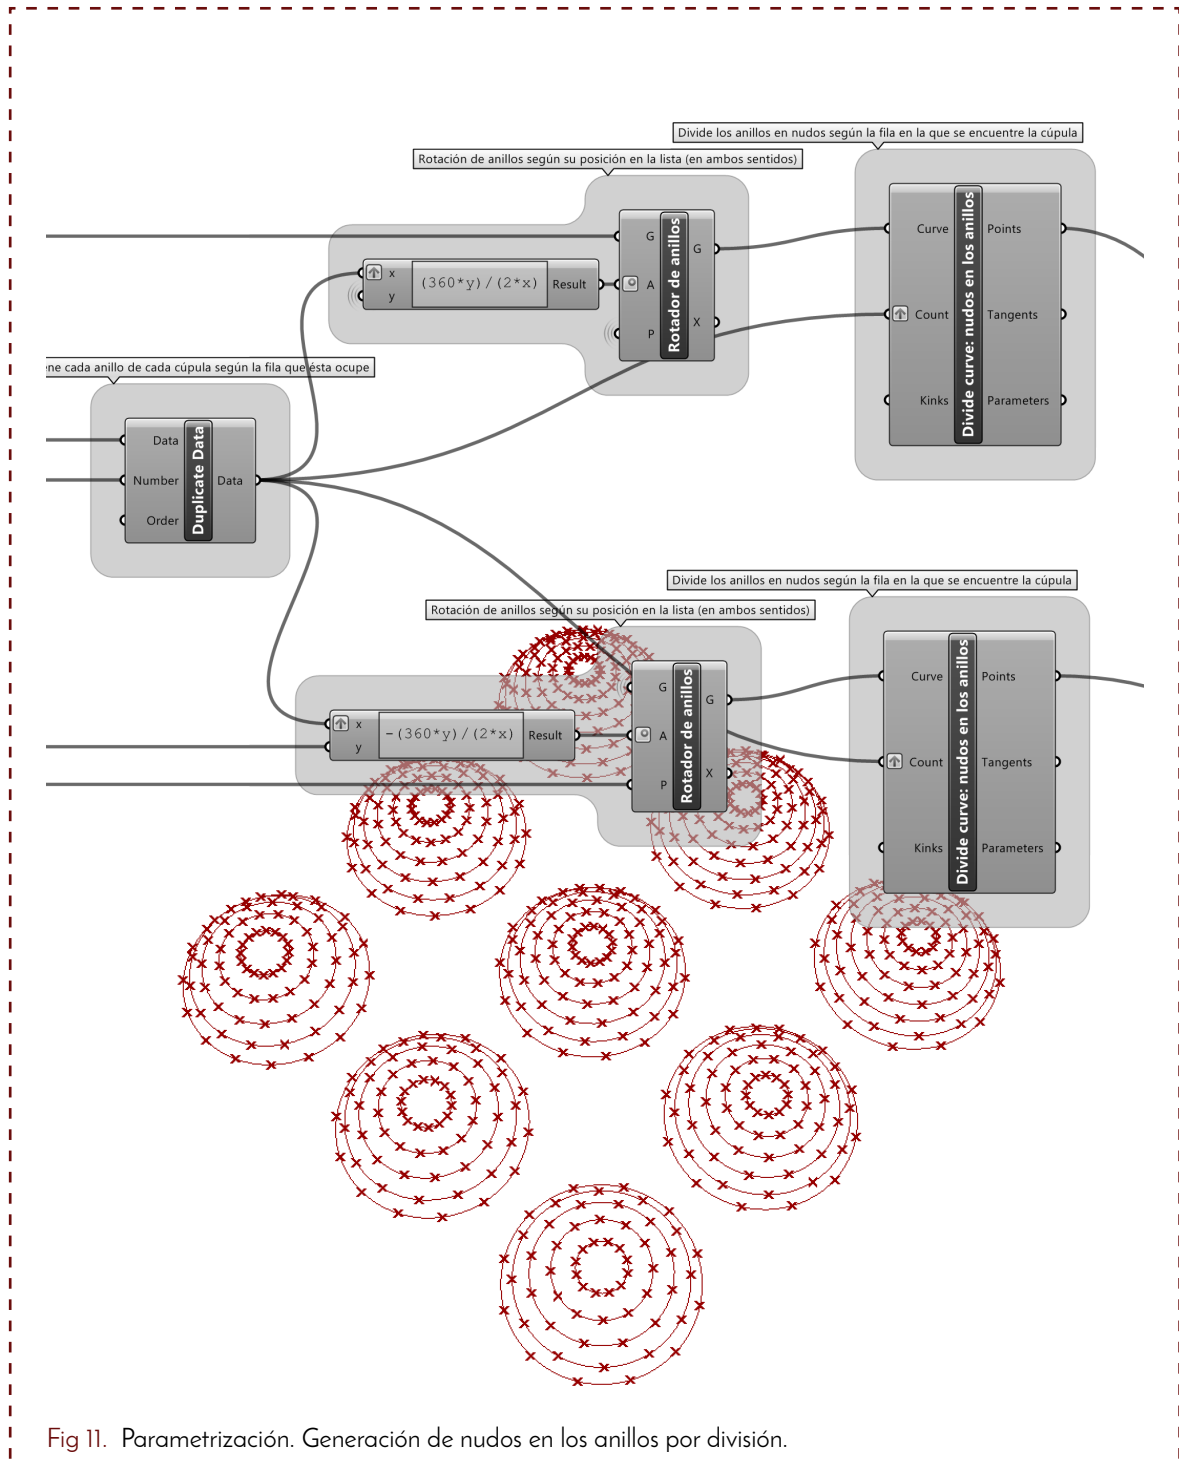 Divide los anillos en nudos según la fila en la que se encuentre la cúpula
Rotación de anillos según su posición en la lista (en ambos sentidos)
G
A
P
Rotador de anillos
G
X
x
y
(360*y)/(2*x)
Result
Curve
Count
Kinks
Divide curve: nudos en los anillos
Points
Tangents
Parameters
ene cada anillo de cada cúpula según la fila que ésta ocupe
Data
Number
Order
Duplicate Data
Data
Divide los anillos en nudos según la fila en la que se encuentre la cúpula
Rotación de anillos según su posición en la lista (en ambos sentidos)
G
A
P
Rotador de anillos
G
X
x
y
-(360*y)/(2*x)
Result
Curve
Count
Kinks
Divide curve: nudos en los anillos
Points
Tangents
Parameters
Fig 11. Parametrización. Generación de nudos en los anillos por división.